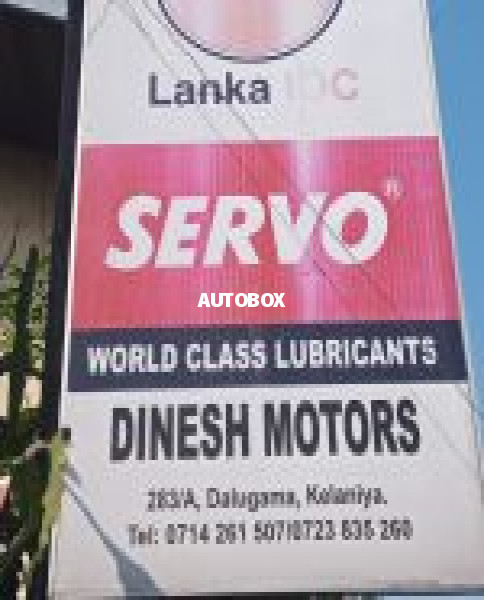 Lanka IOC
SERVO®
AUTOBOX
WORLD CLASS LUBRICANTS
DINESH MOTORS
283/A, Dalugama, Kelaniya.
Tel: 0714 261 507/0723 835 260